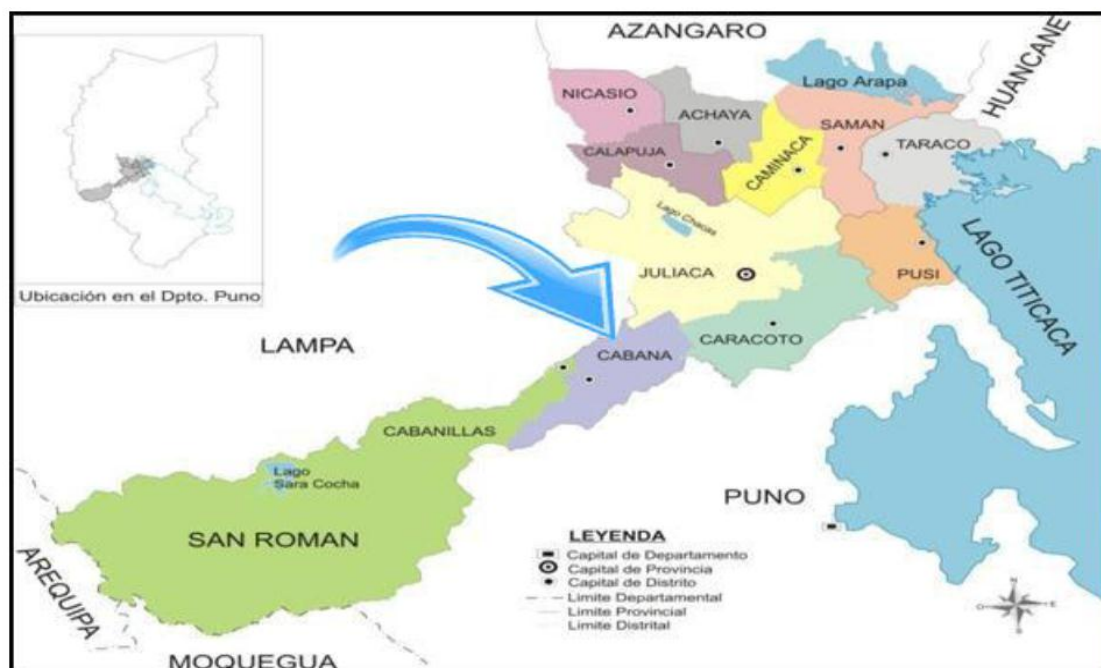 AZANGARO
HUANCANE
Lago Arapa
NICASIO
ACHAYA
SAMAN
TARACO
CALAPUJA
CAMINACA
Lago Chacas
LAGO TITICACA
JULIACA
PUSI
Ubicación en el Dpto. Puno
LAMPA
CARACOTO
CABANA
CABANILLAS
Lago
Sara Cocha
PUNO
SAN ROMAN
AREQUIPA
MOQUEGUA
LEYENDA
Capital de Departamento
Capital de Provincia
Capital de Distrito
Limite Departamental
Limite Provincial
Limite Distrital
N
O
E
S